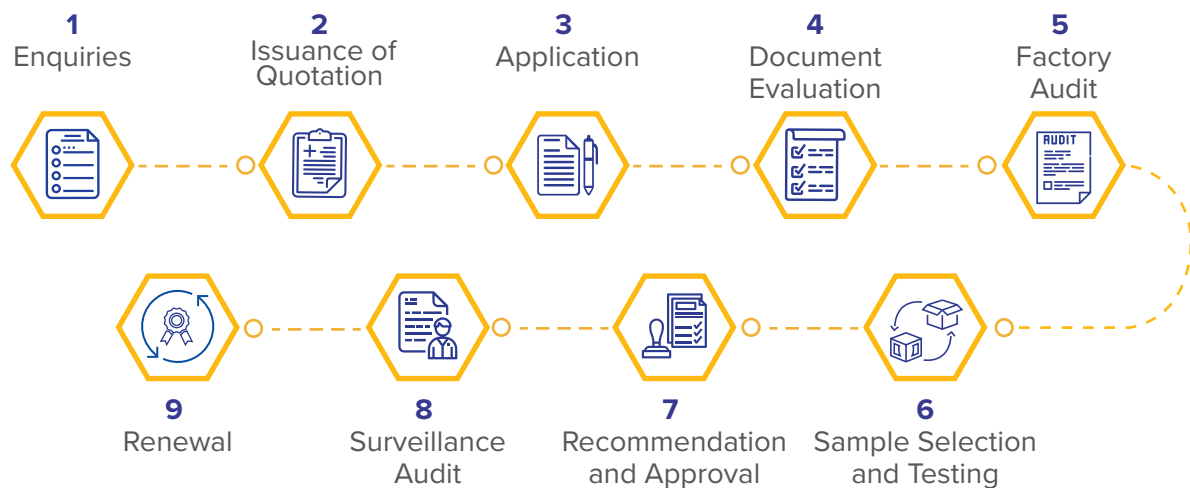 1
Enquiries
2
Issuance of
Quotation
3
Application
4
Document
Evaluation
5
Factory
Audit
AUDIT
6
Sample Selection
and Testing
7
Recommendation
and Approval
8
Surveillance
Audit
9
Renewal